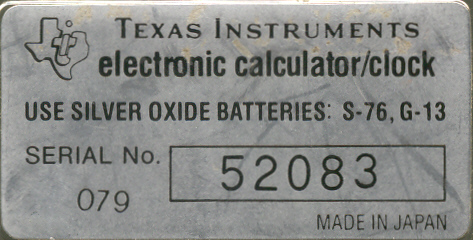 TEXAS INSTRUMENTS
electronic calculator/clock
USE SILVER OXIDE BATTERIES: S-76, G-13
SERIAL No. 52083
079
MADE IN JAPAN